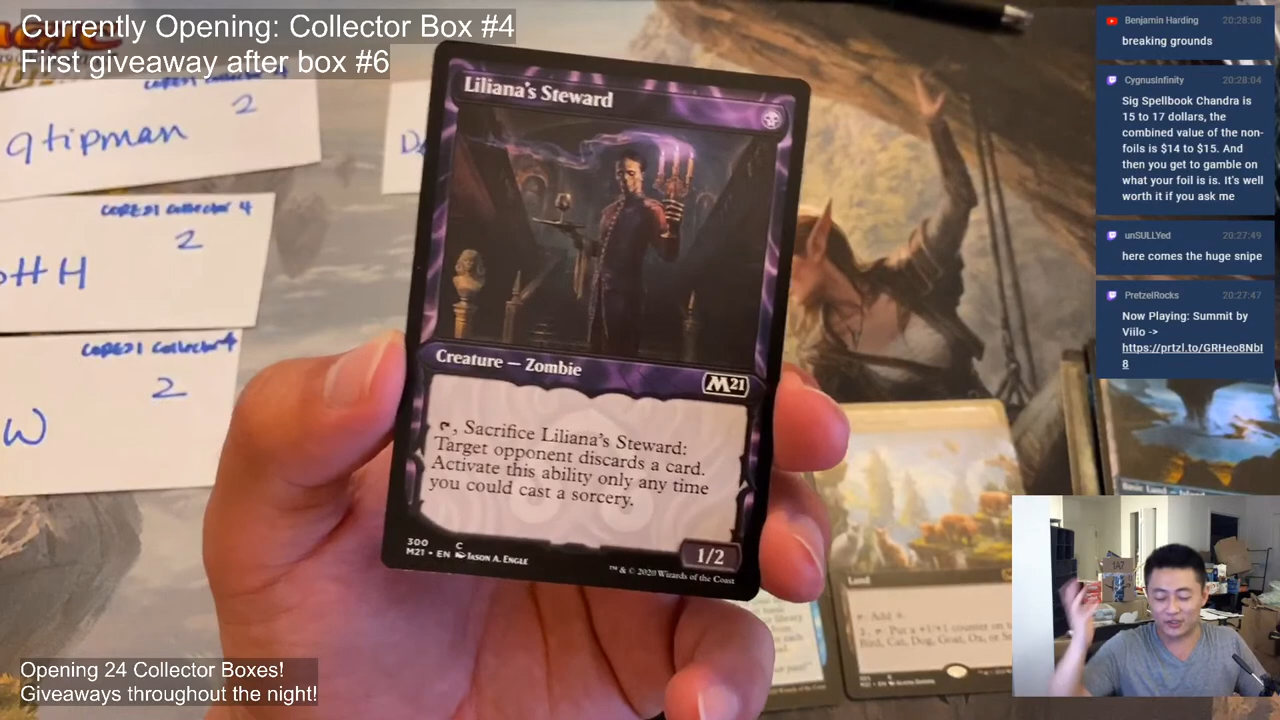 Currently Opening: Collector Box #4
First giveaway after box #6
2
qtipman
CORE21 Collector 4
2
CORE21 Collector 4
2
W
Liliana's Steward
Creature — Zombie
M21
, Sacrifice Liliana's Steward:
Target opponent discards a card.
Activate this ability only any time
you could cast a sorcery.
300 C
M21 • EN JASON A. ENGLE
1/2
™ & © 2020 Wizards of the Coast
Land
: Add
Basic Land — Island
Benjamin Harding 20:28:08
breaking grounds
CygnusInfinity 20:28:04
Sig Spellbook Chandra is
15 to 17 dollars, the
combined value of the non-
foils is $14 to $15. And
then you get to gamble on
what your foil is is. It's well
worth it if you ask me
unSULLYed 20:27:49
here comes the huge snipe
PretzelRocks 20:27:47
Now Playing: Summit by
Viilo ->
https://prtzl.to/GRHeo8NbI
8
Opening 24 Collector Boxes!
Giveaways throughout the night!